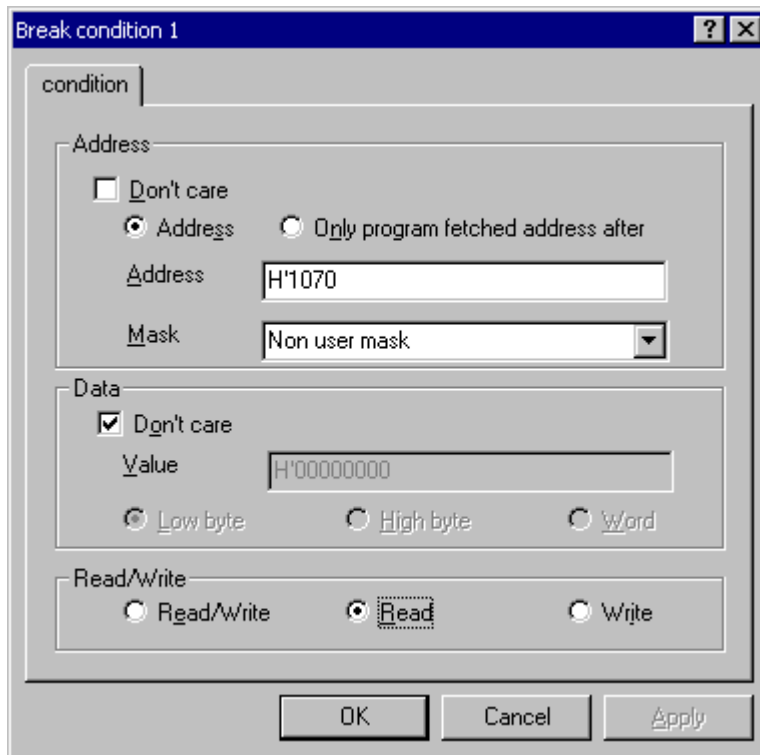 Break condition 1
condition
Address
Don't care
Address Only program fetched address after
Address H'1070
Mask Non user mask
Data
Don't care
Value H'00000000
Low byte High byte Word
Read/Write
Read/Write Read Write
OK Cancel Apply